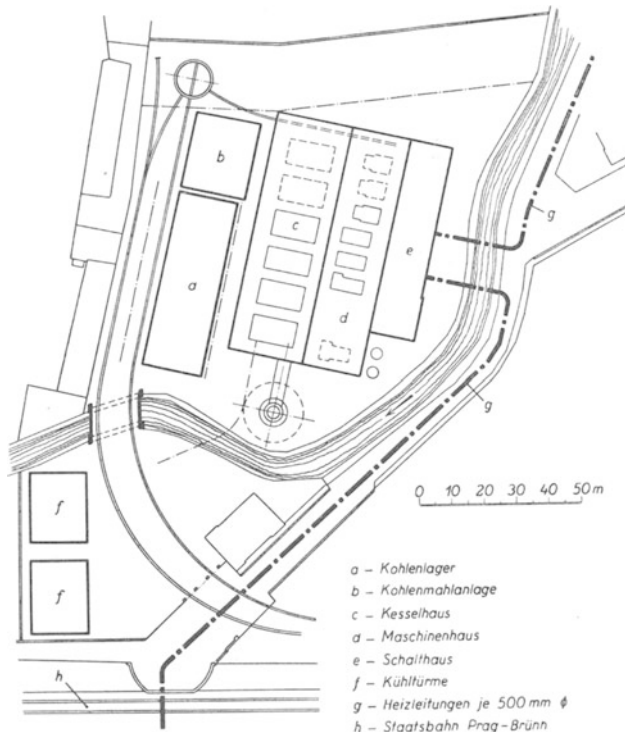 b
c
a
e
d
g
g
f
f
h
0 10 20 30 40 50 m
a – Kohlenlager
b – Kohlenmahlanlage
c – Kesselhaus
d – Maschinenhaus
e – Schalthaus
f – Kühltürme
g – Heizleitungen je 500 mm ϕ
h – Staatsbahn Prag-Brünn